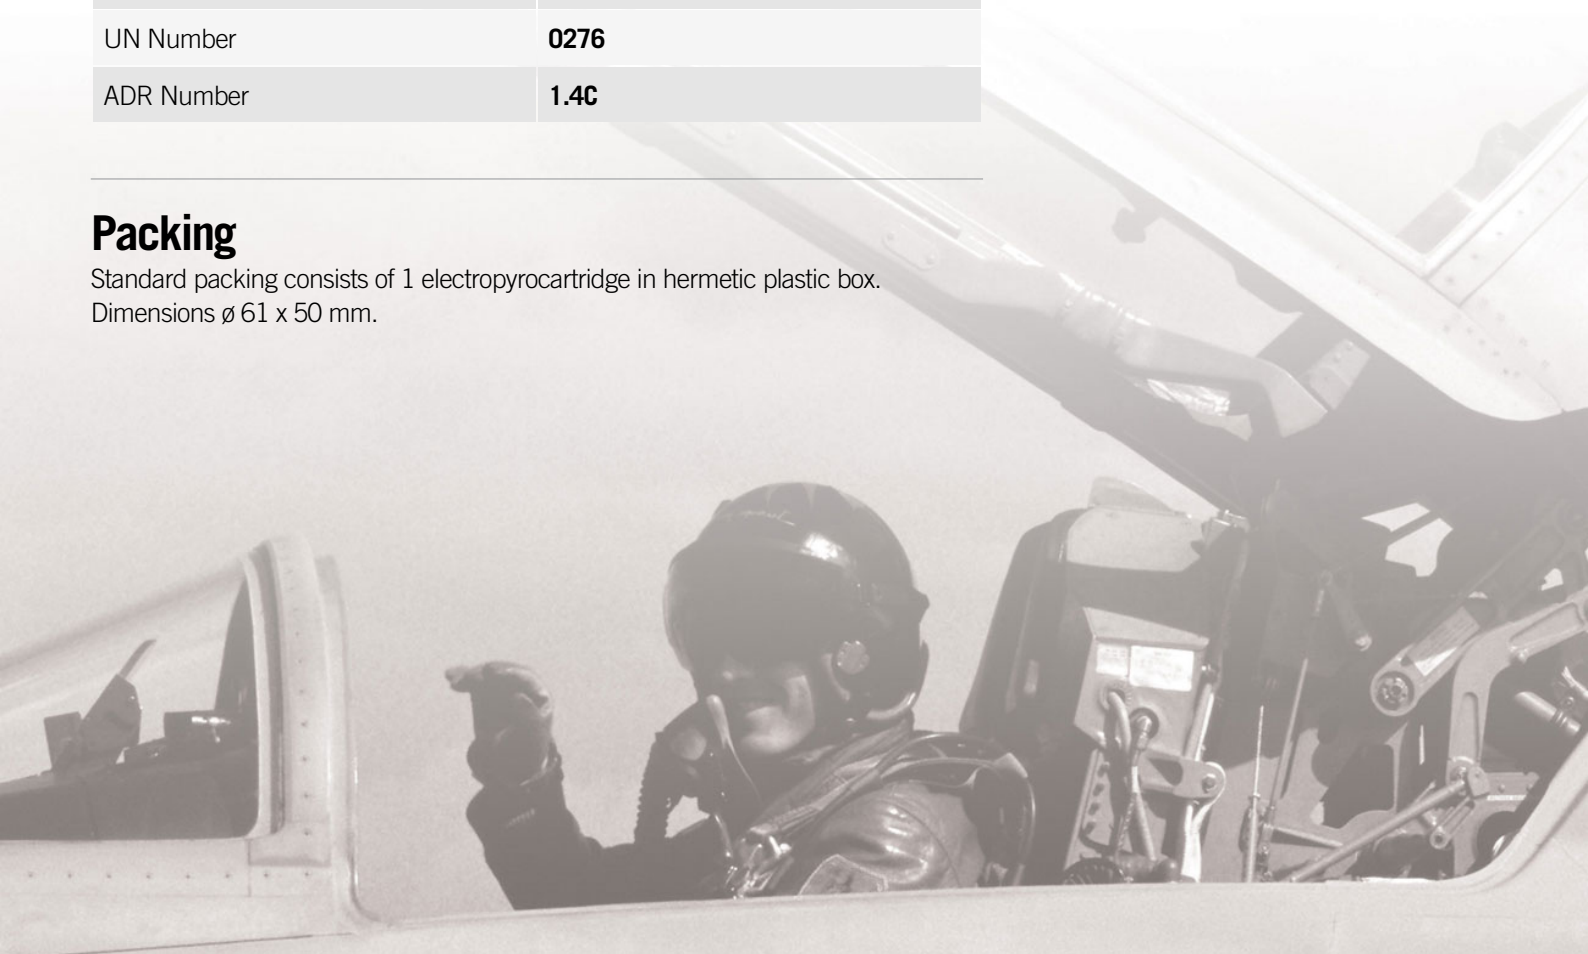 UN Number 0276
ADR Number 1.4C
Packing
Standard packing consists of 1 electropyrocartridge in hermetic plastic box.
Dimensions ø 61 x 50 mm.